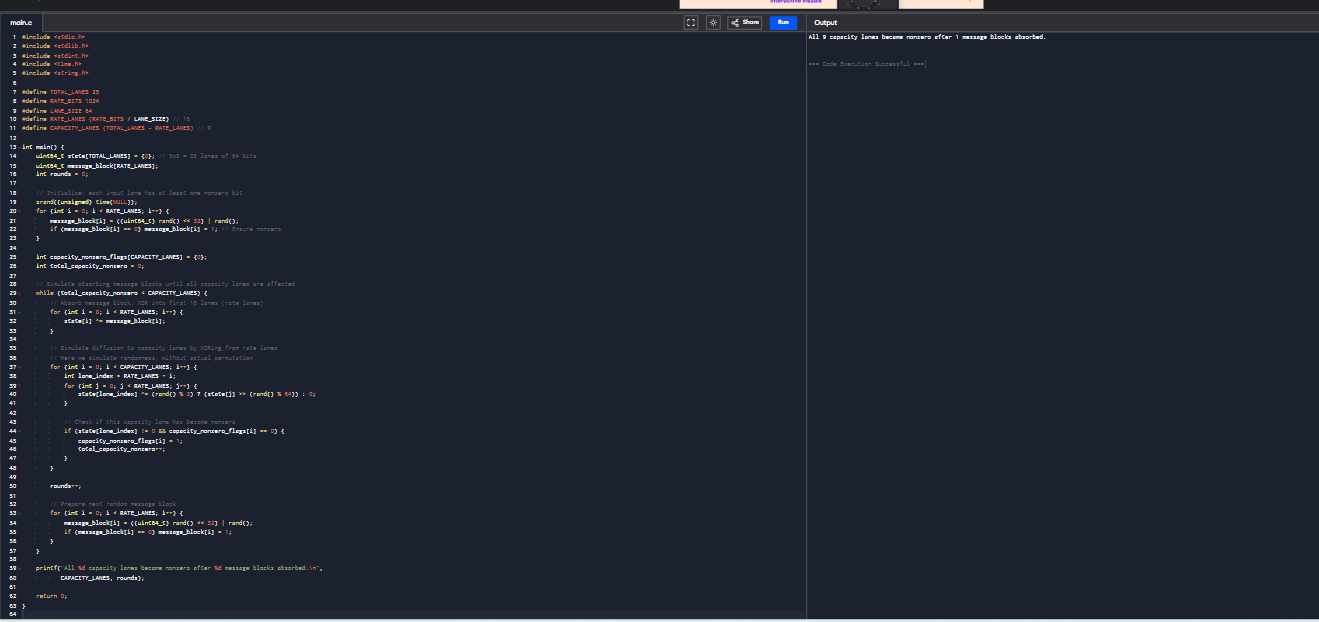 Interactive Visuals
main.c
Share
Run
Output
1 #include <stdio.h>
2 #include <stdlib.h>
3 #include <stdint.h>
4 #include <time.h>
5 #include <string.h>
6
7 #define TOTAL_LANES 25
8 #define RATE_BITS 1024
9 #define LANE_SIZE 64
10 #define RATE_LANES (RATE_BITS / LANE_SIZE) // 16
11 #define CAPACITY_LANES (TOTAL_LANES - RATE_LANES) // 9
12
13 int main() {
14 uint64_t state[TOTAL_LANES] = {0}; // 5x5 = 25 lanes of 64 bits
15 uint64_t message_block[RATE_LANES];
16 int rounds = 0;
17
18 // Initialize: each input lane has at least one nonzero bit
19 srand((unsigned) time(NULL));
20 for (int i = 0; i < RATE_LANES; i++) {
21 message_block[i] = ((uint64_t) rand() << 32) | rand();
22 if (message_block[i] == 0) message_block[i] = 1; // Ensure nonzero
23 }
24
25 int capacity_nonzero_flags[CAPACITY_LANES] = {0};
26 int total_capacity_nonzero = 0;
27
28 // Simulate absorbing message blocks until all capacity lanes are affected
29 while (total_capacity_nonzero < CAPACITY_LANES) {
30 // Absorb message block: XOR into first 16 lanes (rate lanes)
31 for (int i = 0; i < RATE_LANES; i++) {
32 state[i] ^= message_block[i];
33 }
34
35 // Simulate diffusion to capacity lanes by XORing from rate lanes
36 // Here we simulate randomness, without actual permutation
37 for (int i = 0; i < CAPACITY_LANES; i++) {
38 int lane_index = RATE_LANES + i;
39 for (int j = 0; j < RATE_LANES; j++) {
40 state[lane_index] ^= (rand() % 2) ? (state[j] >> (rand() % 64)) : 0;
41 }
42
43 // Check if this capacity lane has become nonzero
44 if (state[lane_index] != 0 && capacity_nonzero_flags[i] == 0) {
45 capacity_nonzero_flags[i] = 1;
46 total_capacity_nonzero++;
47 }
48 }
49
50 rounds++;
51
52 // Prepare next random message block
53 for (int i = 0; i < RATE_LANES; i++) {
54 message_block[i] = ((uint64_t) rand() << 32) | rand();
55 if (message_block[i] == 0) message_block[i] = 1;
56 }
57 }
58
59 printf("All %d capacity lanes became nonzero after %d message blocks absorbed.\n",
60 CAPACITY_LANES, rounds);
61
62 return 0;
63 }
64
All 9 capacity lanes became nonzero after 1 message blocks absorbed.
=== Code Execution Successful ===